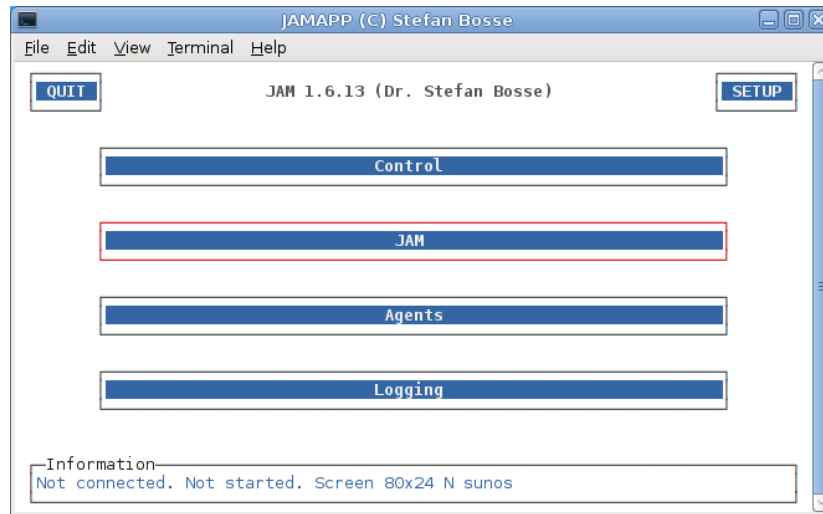 JAMAPP (C) Stefan Bosse
File Edit View Terminal Help
QUIT JAM 1.6.13 (Dr. Stefan Bosse) SETUP
Control
JAM
Agents
Logging
Information
Not connected. Not started. Screen 80x24 N sunos